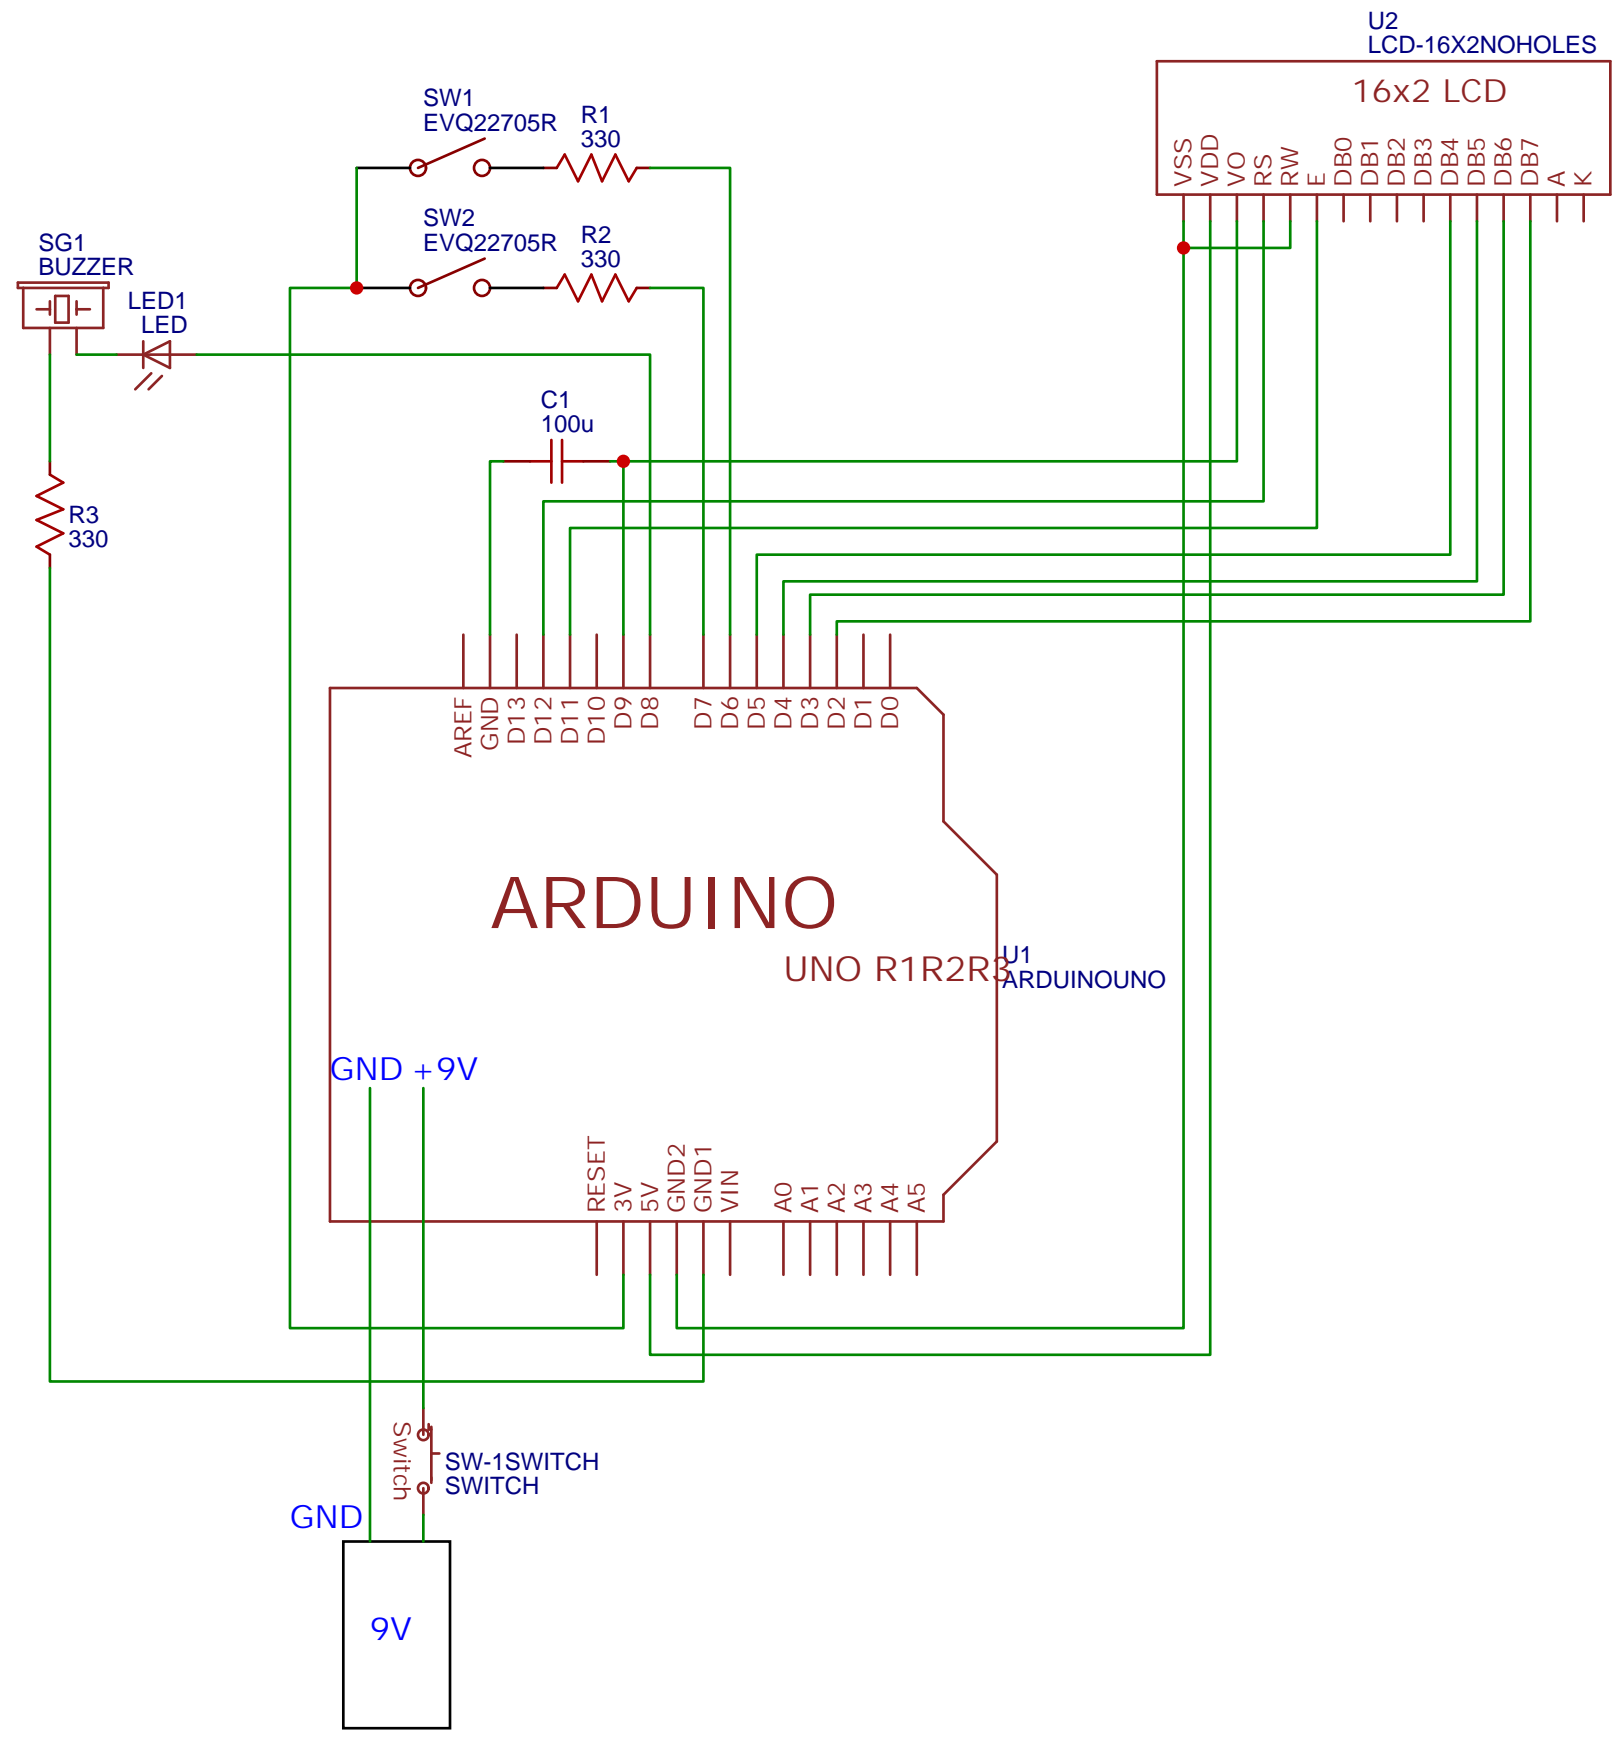 U2
LCD-16X2NOHOLES
16x2 LCD
VSS
VDD
VO
RS
RW
E
DB0
DB1
DB2
DB3
DB4
DB5
DB6
DB7
A
K
SW1
EVQ22705R
R1
330
SW2
EVQ22705R
R2
330
SG1
BUZZER
LED1
LED
C1
100u
R3
330
AREF
GND
D13
D12
D11
D10
D9
D8
D7
D6
D5
D4
D3
D2
D1
D0
ARDUINO
UNO R1R2R3
U1
ARDUINOUNO
GND +9V
RESET
3V
5V
GND2
GND1
VIN
A0
A1
A2
A3
A4
A5
Switch
SW-1SWITCH
SWITCH
GND
9V